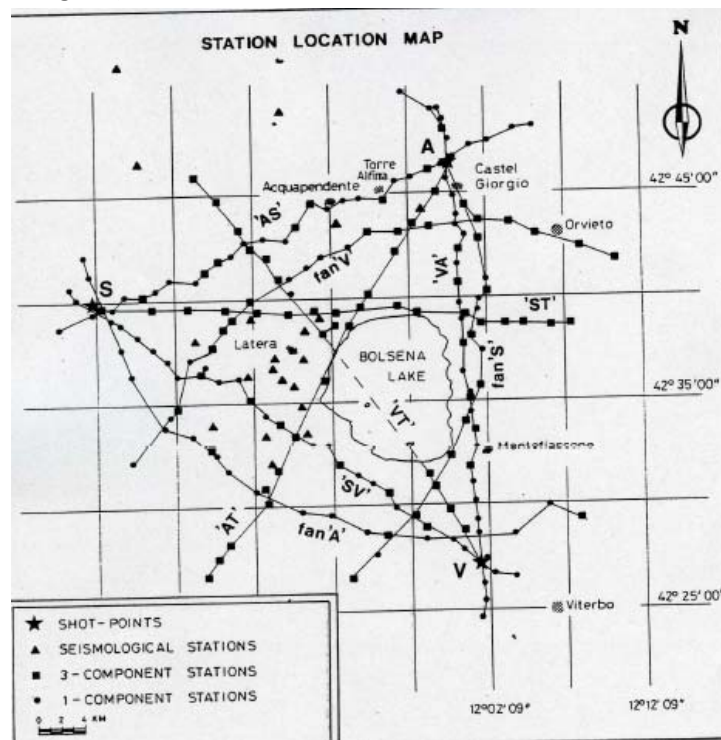 STATION LOCATION MAP
N
A
Torre
Alfina
Castel
Giorgio
42° 45' 00"
Acquapendente
'AS'
Orvieto
fan 'V'
'VA'
S
'ST'
Latera
BOLSENA
LAKE
fan 'S'
42° 35' 00"
'VT'
Montefiascone
'SV'
'AT'
fan 'A'
V
42° 25' 00"
Viterbo
SHOT-POINTS
SEISMOLOGICAL STATIONS
3-COMPONENT STATIONS
1-COMPONENT STATIONS
0 2 4 KM
12° 02' 09"
12° 12' 09"